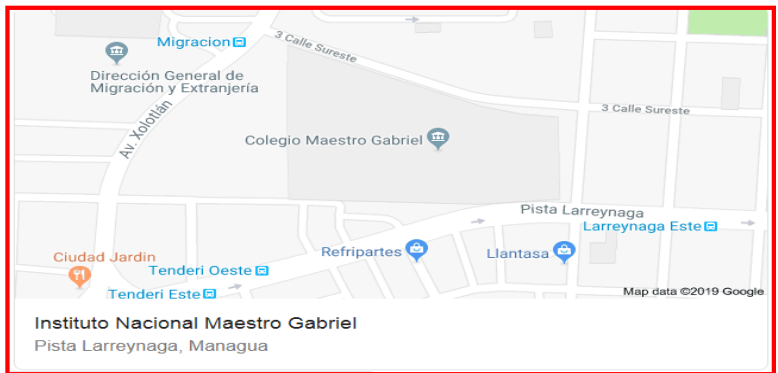 Migracion
3 Calle Sureste
Dirección General de
Migración y Extranjería
Av. Xolotlán
3 Calle Sureste
Colegio Maestro Gabriel
Pista Larreynaga
Larreynaga Este
Refripartes
Llantasa
Ciudad Jardin
Tenderi Oeste
Tenderi Este
Map data ©2019 Google
Instituto Nacional Maestro Gabriel
Pista Larreynaga, Managua